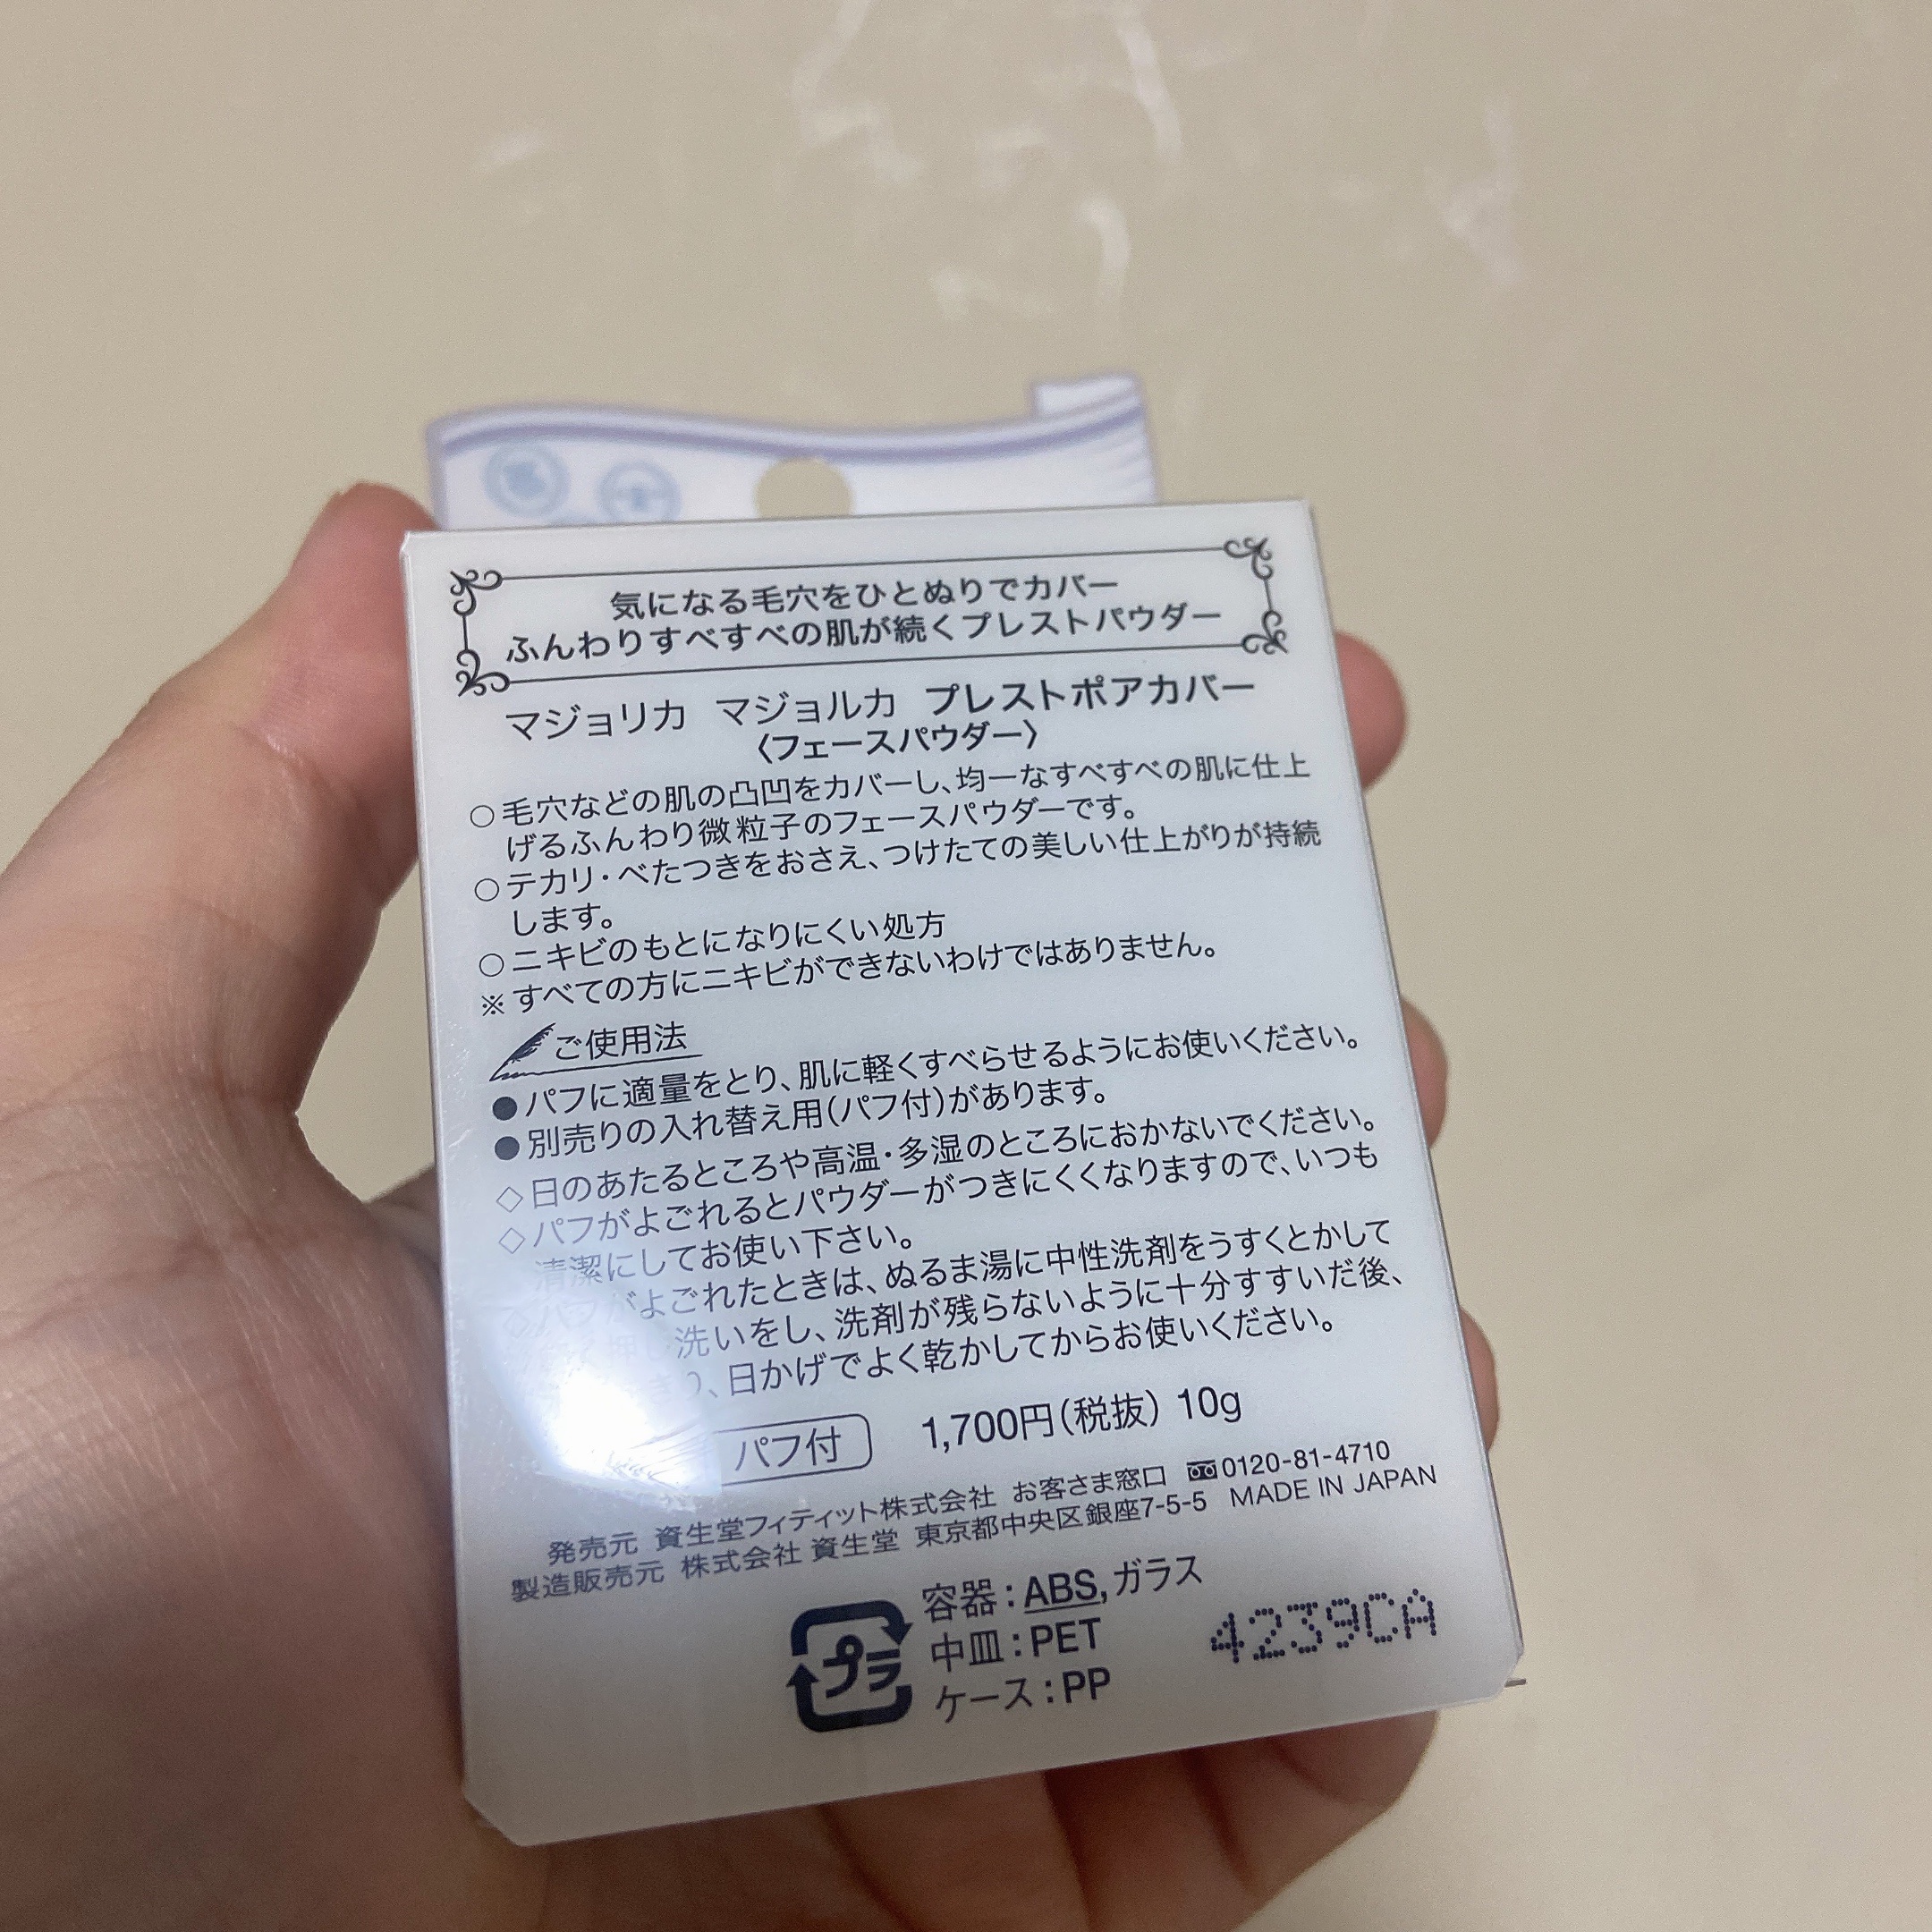 気になる毛穴をひとぬりでカバー
ふんわりすべすべの肌が続くプレストパウダー
マジョリカ マジョルカ プレストポアカバー
〈フェースパウダー〉
○毛穴などの肌の凸凹をカバーし、均一なすべすべの肌に仕上
げるふんわり微粒子のフェースパウダーです。
○テカリ・べたつきをおさえ、つけたての美しい仕上がりが持続
します。
○ニキビのもとになりにくい処方
※すべての方にニキビができないわけではありません。
ご使用法
●パフに適量をとり、肌に軽くすべらせるようにお使いください。
●別売りの入れ替え用(パフ付)があります。
◇日のあたるところや高温・多湿のところにおかないでください。
◇パフがよごれるとパウダーがつきにくくなりますので、いつも
清潔にしてお使い下さい。
◇パフがよごれたときは、ぬるま湯に中性洗剤をうすくとかして
押し洗いをし、洗剤が残らないように十分すすいだ後、
、日かげでよく乾かしてからお使いください。
パフ付 1,700円(税抜) 10g
発売元 資生堂フィティット株式会社 お客さま窓口 0120-81-4710
製造販売元 株式会社 資生堂 東京都中央区銀座7-5-5 MADE IN JAPAN
プラ
容器:ABS,ガラス
中皿:PET
ケース:PP
4239CA